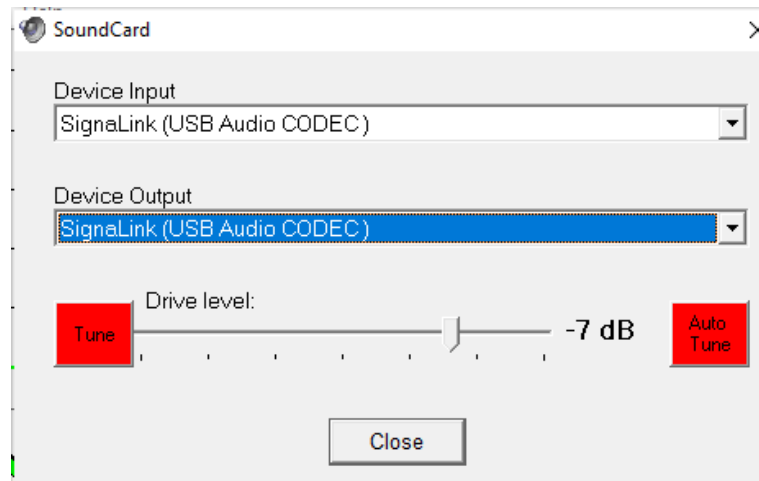 SoundCard
Device Input
SignaLink (USB Audio CODEC)
Device Output
SignaLink (USB Audio CODEC)
Drive level:
Tune
-7 dB
Auto
Tune
Close